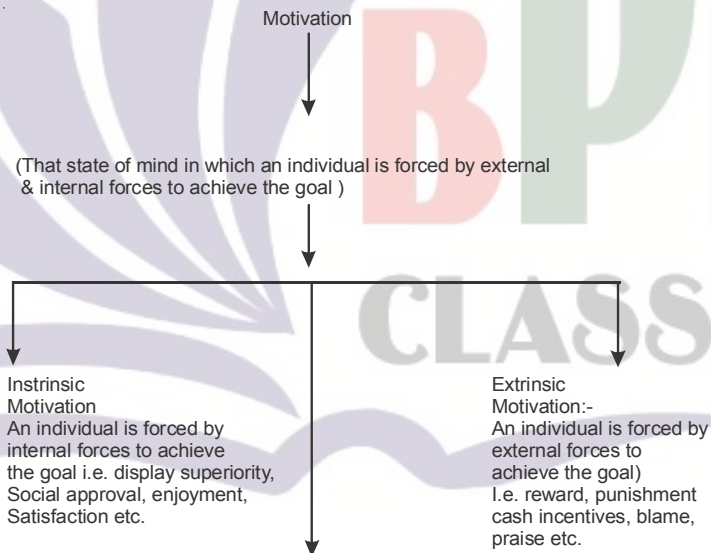 Motivation
(That state of mind in which an individual is forced by external
& internal forces to achieve the goal )
Instrinsic
Motivation
An individual is forced by
internal forces to achieve
the goal i.e. display superiority,
Social approval, enjoyment,
Satisfaction etc.
Extrinsic
Motivation:-
An individual is forced by
external forces to
achieve the goal)
I.e. reward, punishment
cash incentives, blame,
praise etc.
BP
CLASS